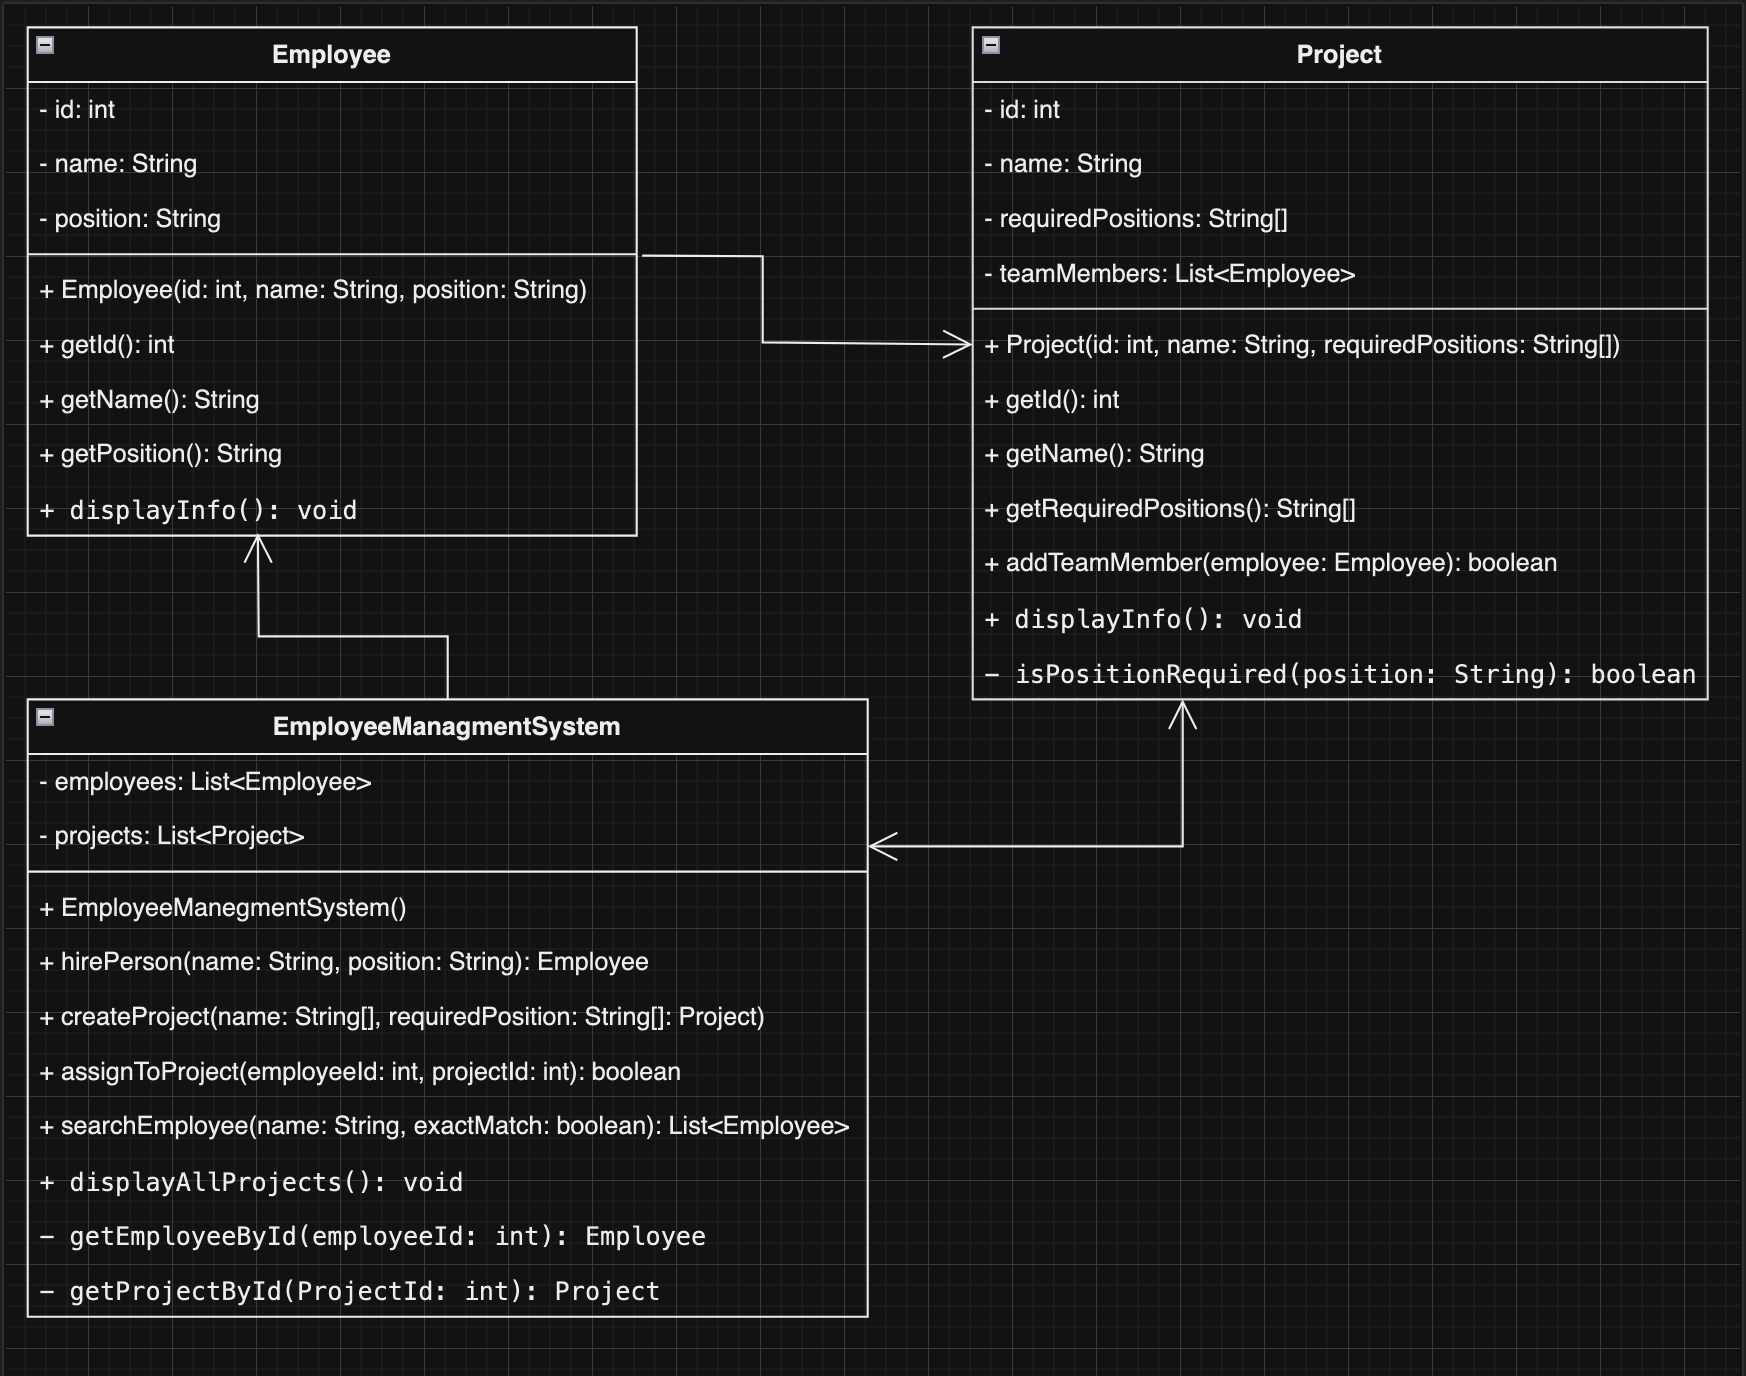 Employee
- id: int
- name: String
- position: String
+ Employee(id: int, name: String, position: String)
+ getId(): int
+ getName(): String
+ getPosition(): String
+ displayInfo(): void
Project
- id: int
- name: String
- requiredPositions: String[]
- teamMembers: List<Employee>
+ Project(id: int, name: String, requiredPositions: String[])
+ getId(): int
+ getName(): String
+ getRequiredPositions(): String[]
+ addTeamMember(employee: Employee): boolean
+ displayInfo(): void
− isPositionRequired(position: String): boolean
EmployeeManagmentSystem
- employees: List<Employee>
- projects: List<Project>
+ EmployeeManegmentSystem()
+ hirePerson(name: String, position: String): Employee
+ createProject(name: String[], requiredPosition: String[]: Project)
+ assignToProject(employeeId: int, projectId: int): boolean
+ searchEmployee(name: String, exactMatch: boolean): List<Employee>
+ displayAllProjects(): void
− getEmployeeById(employeeId: int): Employee
− getProjectById(ProjectId: int): Project